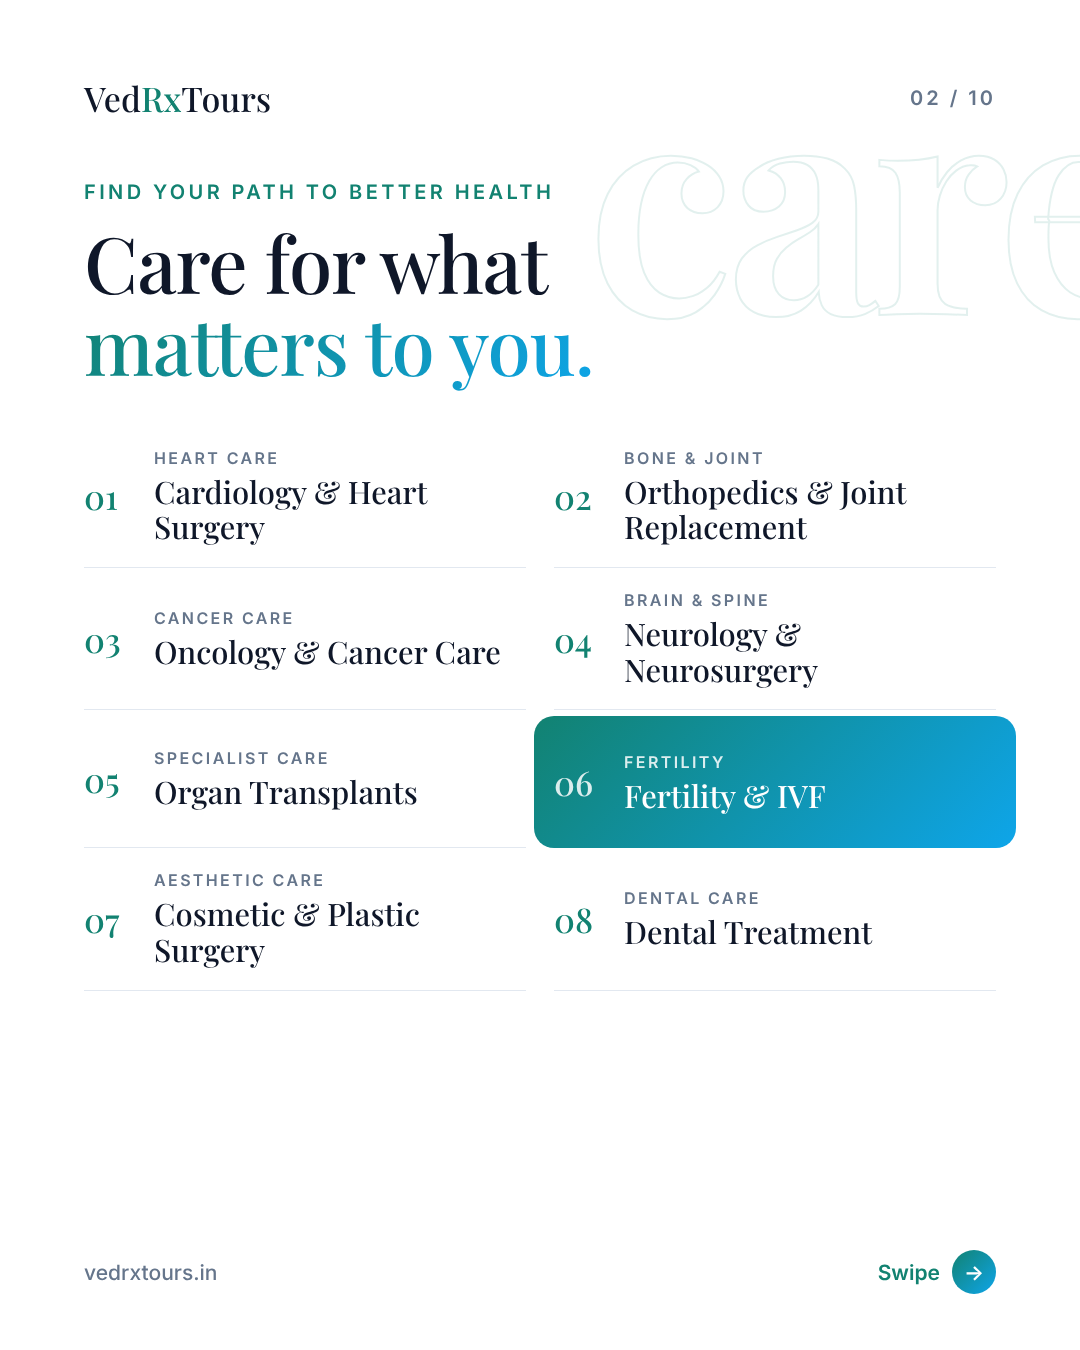 VedRxTours
02 / 10
care
FIND YOUR PATH TO BETTER HEALTH
Care for what
matters to you.
HEART CARE
01
Cardiology & Heart
Surgery
BONE & JOINT
02
Orthopedics & Joint
Replacement
CANCER CARE
03
Oncology & Cancer Care
BRAIN & SPINE
04
Neurology &
Neurosurgery
SPECIALIST CARE
05
Organ Transplants
FERTILITY
06
Fertility & IVF
AESTHETIC CARE
07
Cosmetic & Plastic
Surgery
DENTAL CARE
08
Dental Treatment
vedrxtours.in
Swipe →